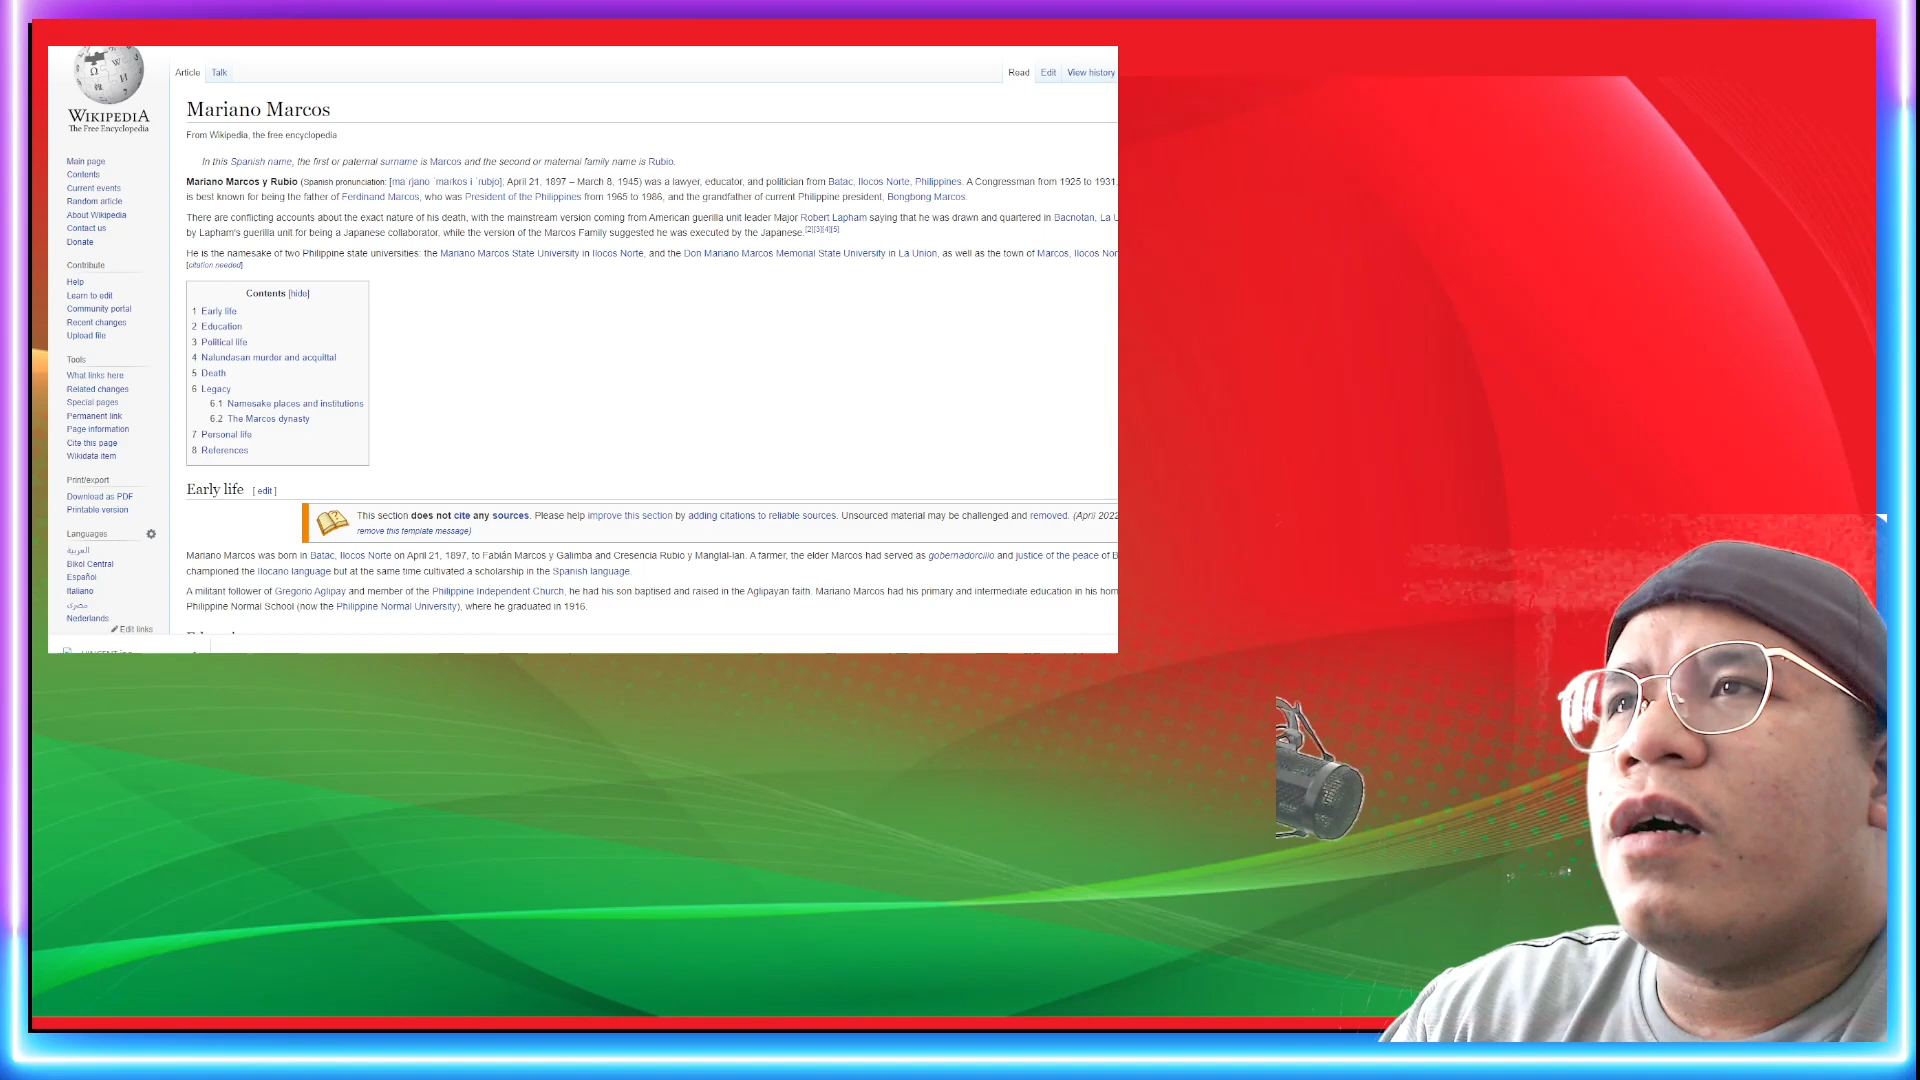 WIKIPEDIA
The Free Encyclopedia
Main page
Contents
Current events
Random article
About Wikipedia
Contact us
Donate
Contribute
Help
Learn to edit
Community portal
Recent changes
Upload file
Tools
What links here
Related changes
Special pages
Permanent link
Page information
Cite this page
Wikidata item
Print/export
Download as PDF
Printable version
Languages
العربية
Bikol Central
Español
Italiano
مصرى
Nederlands
Edit links
Article Talk Read Edit View history
Mariano Marcos
From Wikipedia, the free encyclopedia
In this Spanish name, the first or paternal surname is Marcos and the second or maternal family name is Rubio.
Mariano Marcos y Rubio (Spanish pronunciation: [maˈɾjano ˈmaɾkos i ˈrubjo]; April 21, 1897 – March 8, 1945) was a lawyer, educator, and politician from Batac, Ilocos Norte, Philippines. A Congressman from 1925 to 1931,
is best known for being the father of Ferdinand Marcos, who was President of the Philippines from 1965 to 1986, and the grandfather of current Philippine president, Bongbong Marcos.
There are conflicting accounts about the exact nature of his death, with the mainstream version coming from American guerilla unit leader Major Robert Lapham saying that he was drawn and quartered in Bacnotan, La U
by Lapham's guerilla unit for being a Japanese collaborator, while the version of the Marcos Family suggested he was executed by the Japanese.[2][3][4][5]
He is the namesake of two Philippine state universities: the Mariano Marcos State University in Ilocos Norte, and the Don Mariano Marcos Memorial State University in La Union, as well as the town of Marcos, Ilocos Nor
[citation needed]
Contents [hide]
1 Early life
2 Education
3 Political life
4 Nalundasan murder and acquittal
5 Death
6 Legacy
6.1 Namesake places and institutions
6.2 The Marcos dynasty
7 Personal life
8 References
Early life [ edit ]
This section does not cite any sources. Please help improve this section by adding citations to reliable sources. Unsourced material may be challenged and removed. (April 2022
remove this template message)
Mariano Marcos was born in Batac, Ilocos Norte on April 21, 1897, to Fabián Marcos y Galimba and Cresencia Rubio y Manglal-lan. A farmer, the elder Marcos had served as gobernadorcillo and justice of the peace of B
championed the Ilocano language but at the same time cultivated a scholarship in the Spanish language.
A militant follower of Gregorio Aglipay and member of the Philippine Independent Church, he had his son baptised and raised in the Aglipayan faith. Mariano Marcos had his primary and intermediate education in his hom
Philippine Normal School (now the Philippine Normal University), where he graduated in 1916.